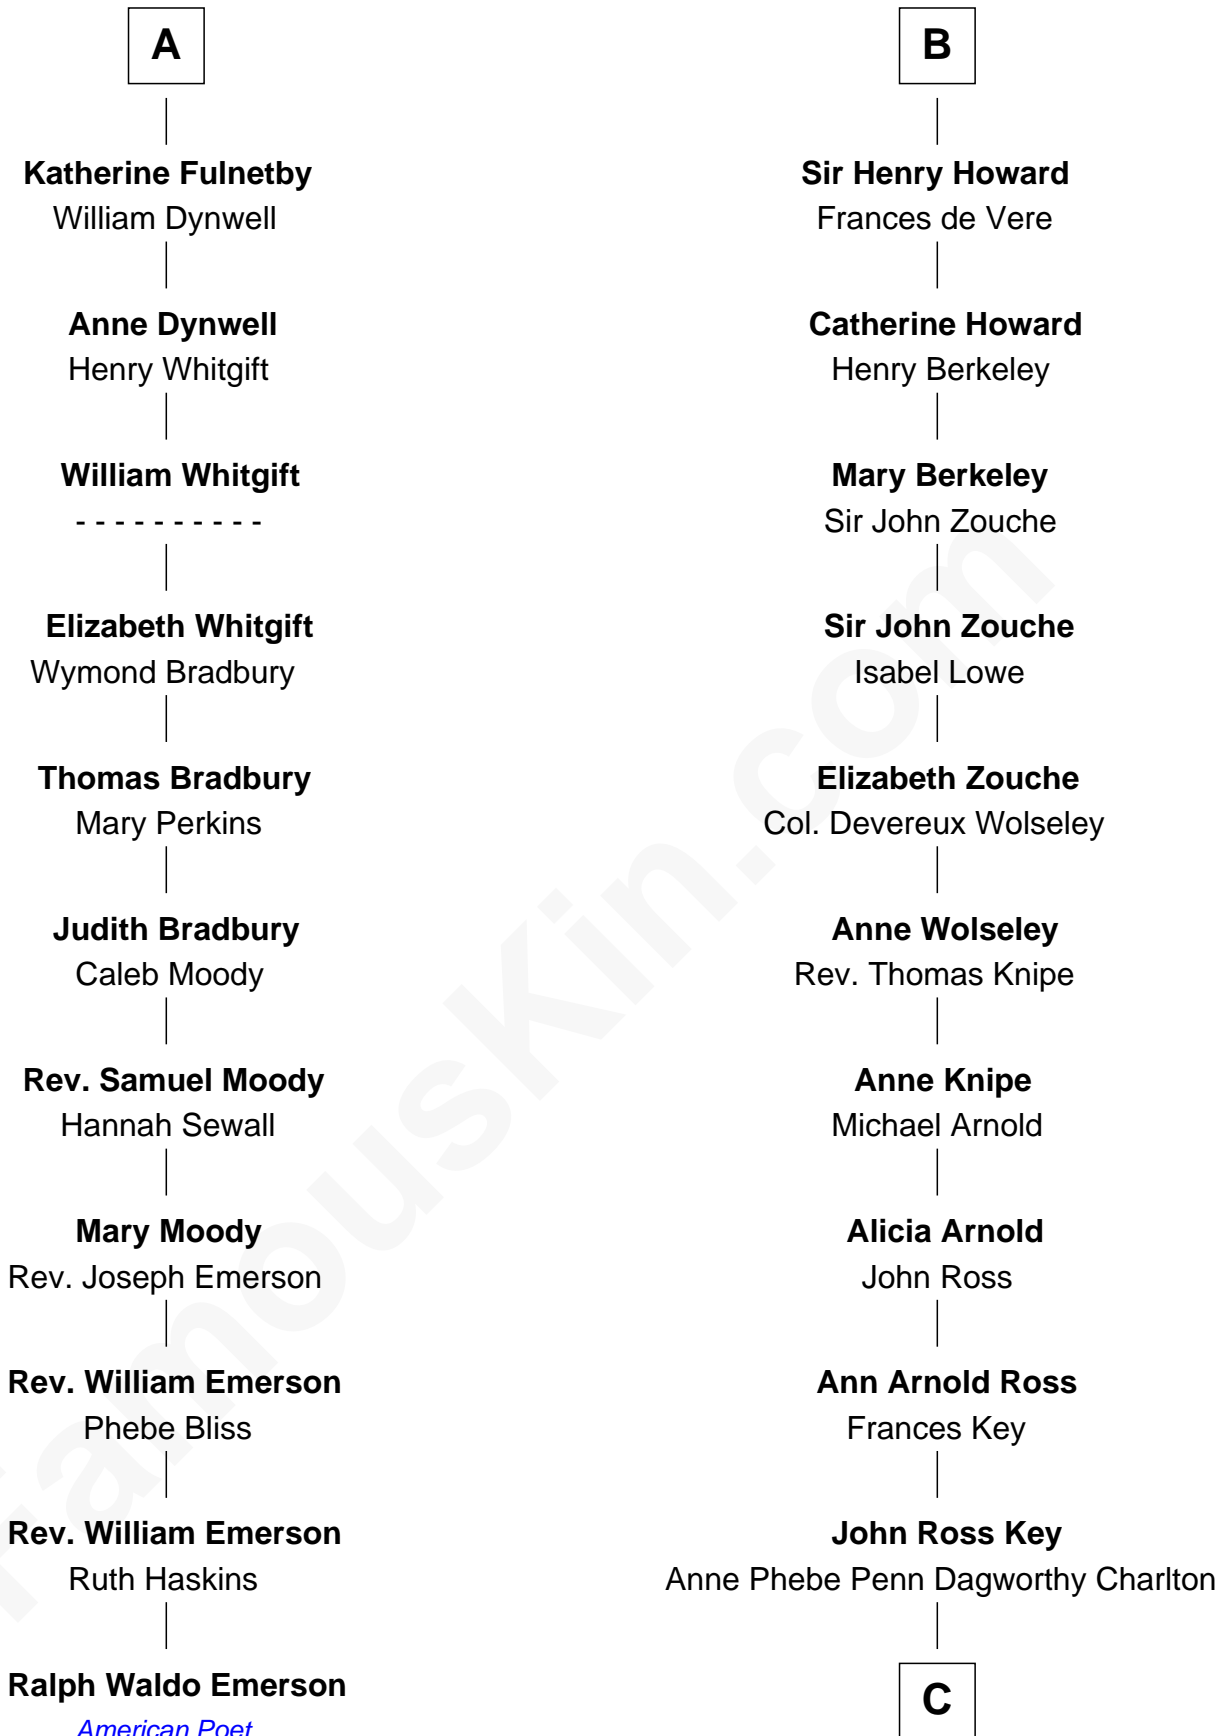 A
Katherine Fulnetby
William Dynwell
Anne Dynwell
Henry Whitgift
William Whitgift
- - - - - - - - - -
Elizabeth Whitgift
Wymond Bradbury
Thomas Bradbury
Mary Perkins
Judith Bradbury
Caleb Moody
Rev. Samuel Moody
Hannah Sewall
Mary Moody
Rev. Joseph Emerson
Rev. William Emerson
Phebe Bliss
Rev. William Emerson
Ruth Haskins
Ralph Waldo Emerson
American Poet
B
Sir Henry Howard
Frances de Vere
Catherine Howard
Henry Berkeley
Mary Berkeley
Sir John Zouche
Sir John Zouche
Isabel Lowe
Elizabeth Zouche
Col. Devereux Wolseley
Anne Wolseley
Rev. Thomas Knipe
Anne Knipe
Michael Arnold
Alicia Arnold
John Ross
Ann Arnold Ross
Frances Key
John Ross Key
Anne Phebe Penn Dagworthy Charlton
C
FamousKin.com